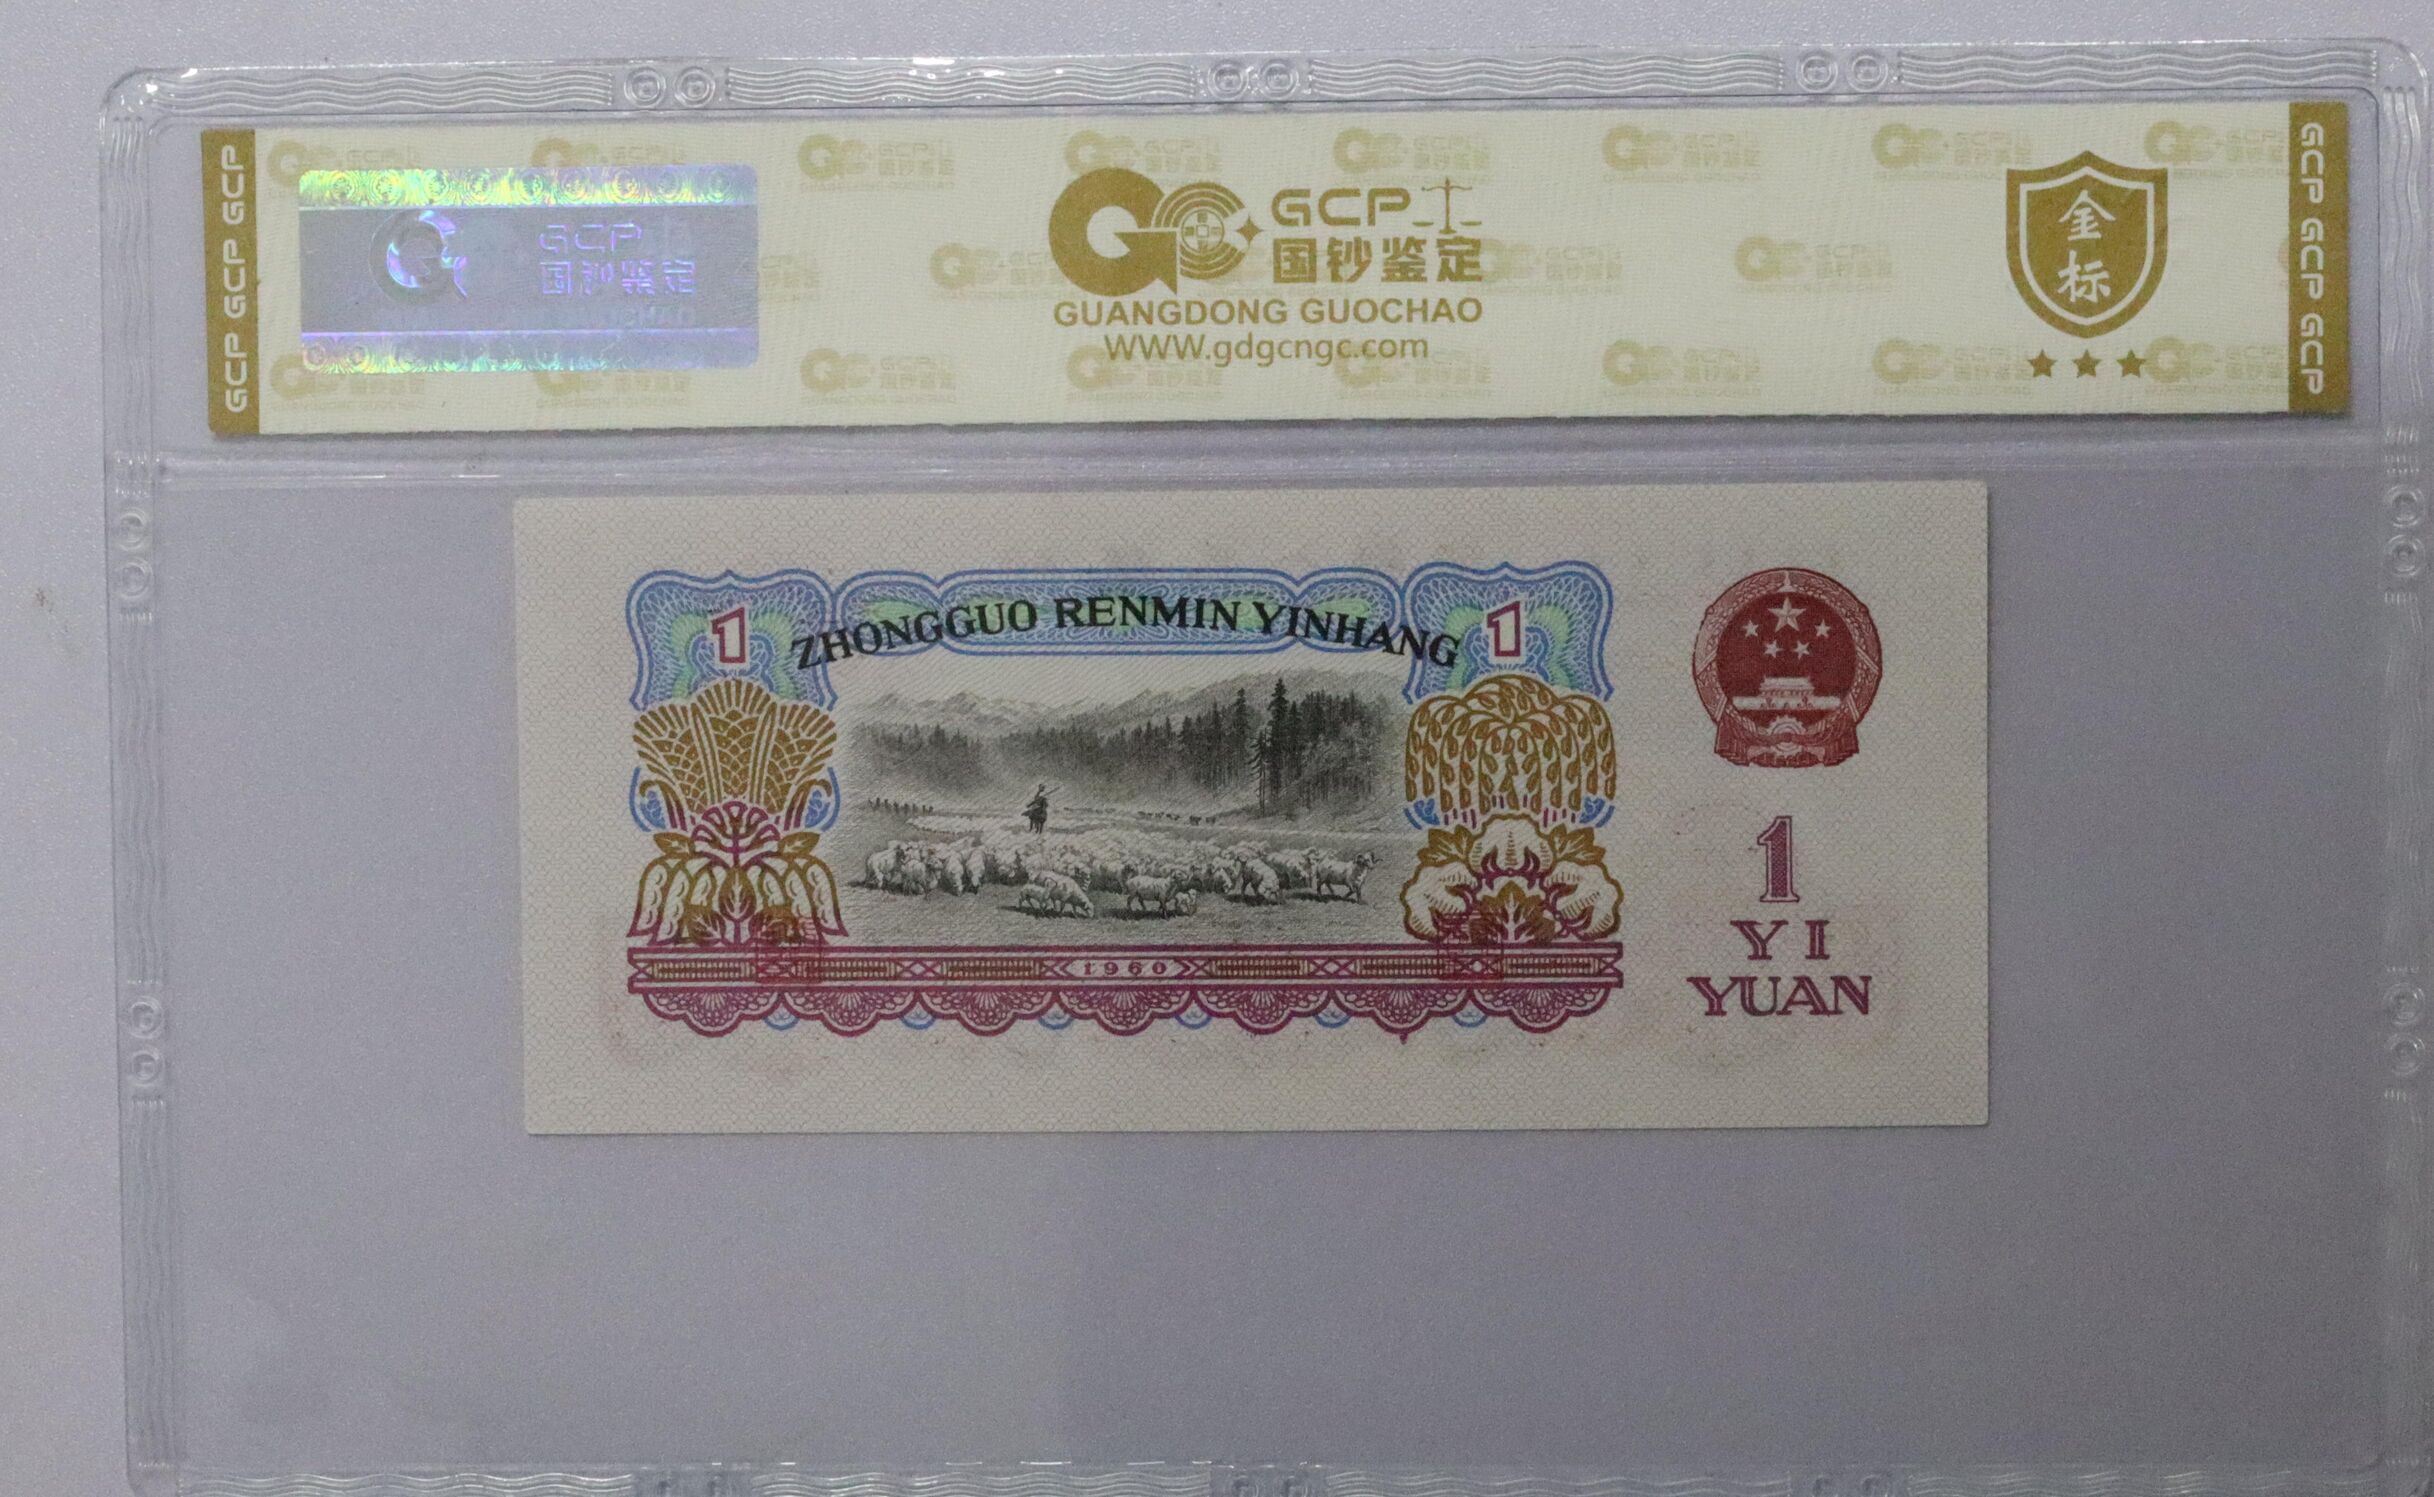 GCP GCP GCP
GCP
国钞鉴定
GCP
国钞鉴定
GUANGDONG GUOCHAO
WWW.gdgcngc.com
金
标
GCP GCP GCP
1
ZHONGGUO RENMIN YINHANG
1
1960
1
YI
YUAN